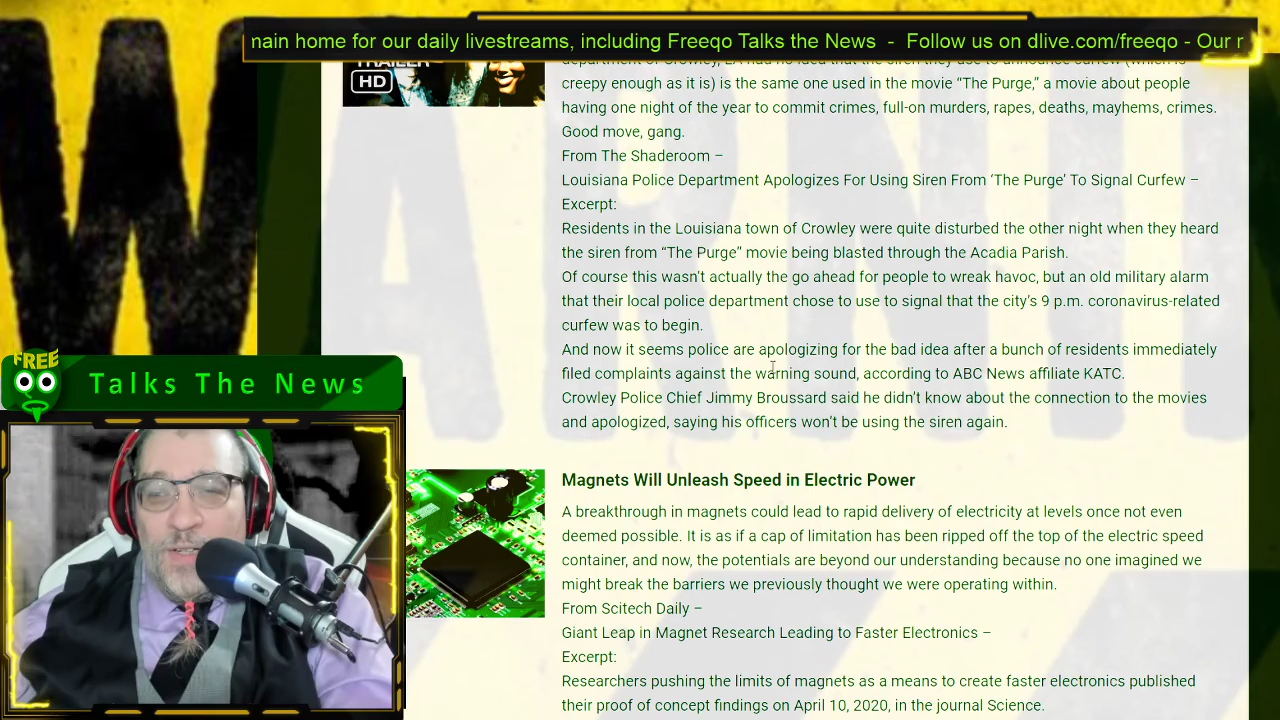 main home for our daily livestreams, including Freeqo Talks the News - Follow us on dlive.com/freeqo - Our r
TRAILER
HD
creepy enough as it is) is the same one used in the movie “The Purge,” a movie about people
having one night of the year to commit crimes, full-on murders, rapes, deaths, mayhems, crimes.
Good move, gang.
From The Shaderoom –
Louisiana Police Department Apologizes For Using Siren From ‘The Purge’ To Signal Curfew –
Excerpt:
Residents in the Louisiana town of Crowley were quite disturbed the other night when they heard
the siren from “The Purge” movie being blasted through the Acadia Parish.
Of course this wasn’t actually the go ahead for people to wreak havoc, but an old military alarm
that their local police department chose to use to signal that the city’s 9 p.m. coronavirus-related
curfew was to begin.
And now it seems police are apologizing for the bad idea after a bunch of residents immediately
filed complaints against the warning sound, according to ABC News affiliate KATC.
Crowley Police Chief Jimmy Broussard said he didn’t know about the connection to the movies
and apologized, saying his officers won’t be using the siren again.
FREE
Talks The News
Magnets Will Unleash Speed in Electric Power
A breakthrough in magnets could lead to rapid delivery of electricity at levels once not even
deemed possible. It is as if a cap of limitation has been ripped off the top of the electric speed
container, and now, the potentials are beyond our understanding because no one imagined we
might break the barriers we previously thought we were operating within.
From Scitech Daily –
Giant Leap in Magnet Research Leading to Faster Electronics –
Excerpt:
Researchers pushing the limits of magnets as a means to create faster electronics published
their proof of concept findings on April 10, 2020, in the journal Science.